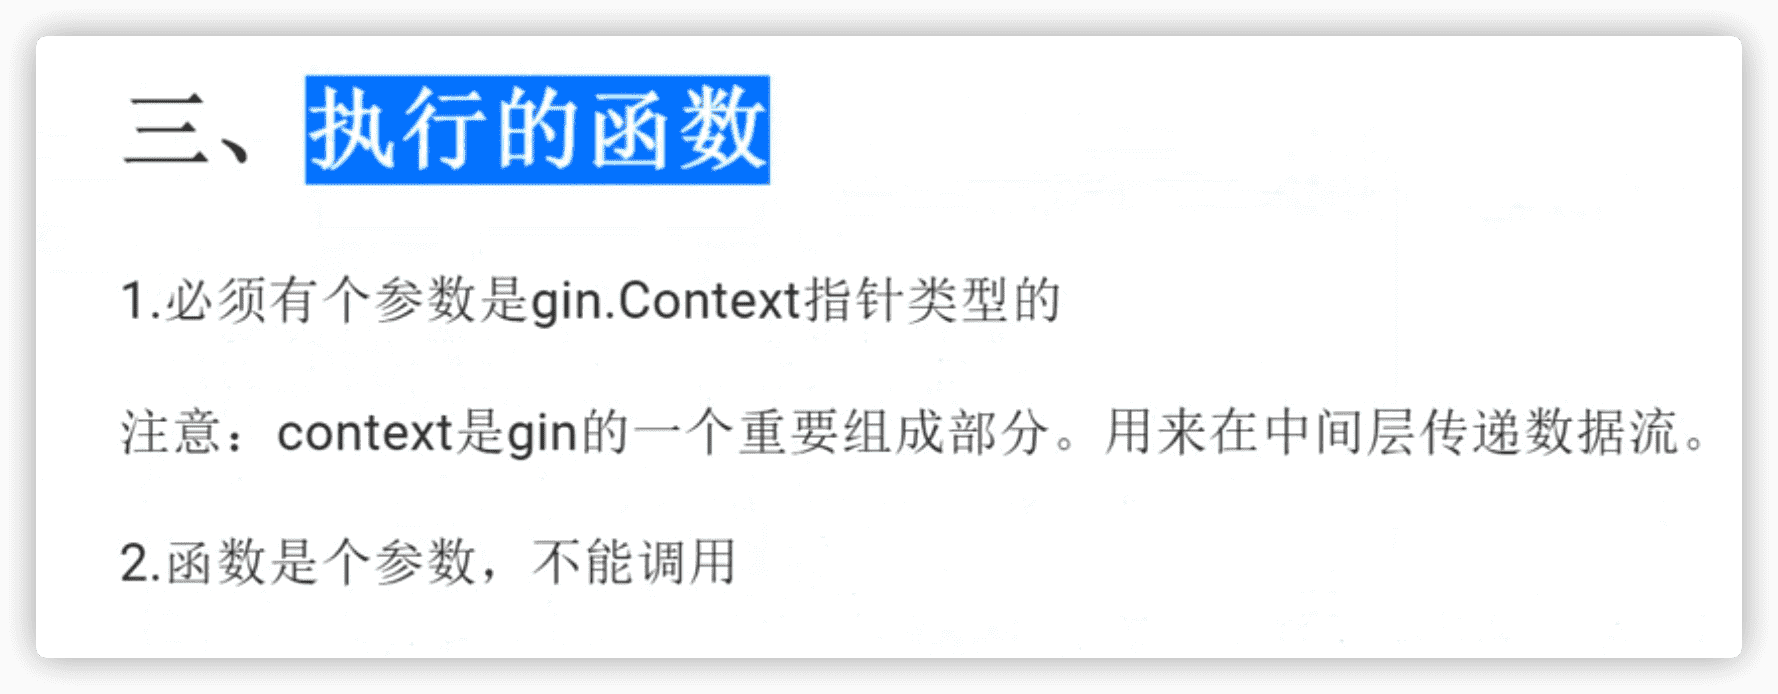 三、执行的函数
1.必须有个参数是gin.Context指针类型的
注意：context是gin的一个重要组成部分。用来在中间层传递数据流。
2.函数是个参数，不能调用